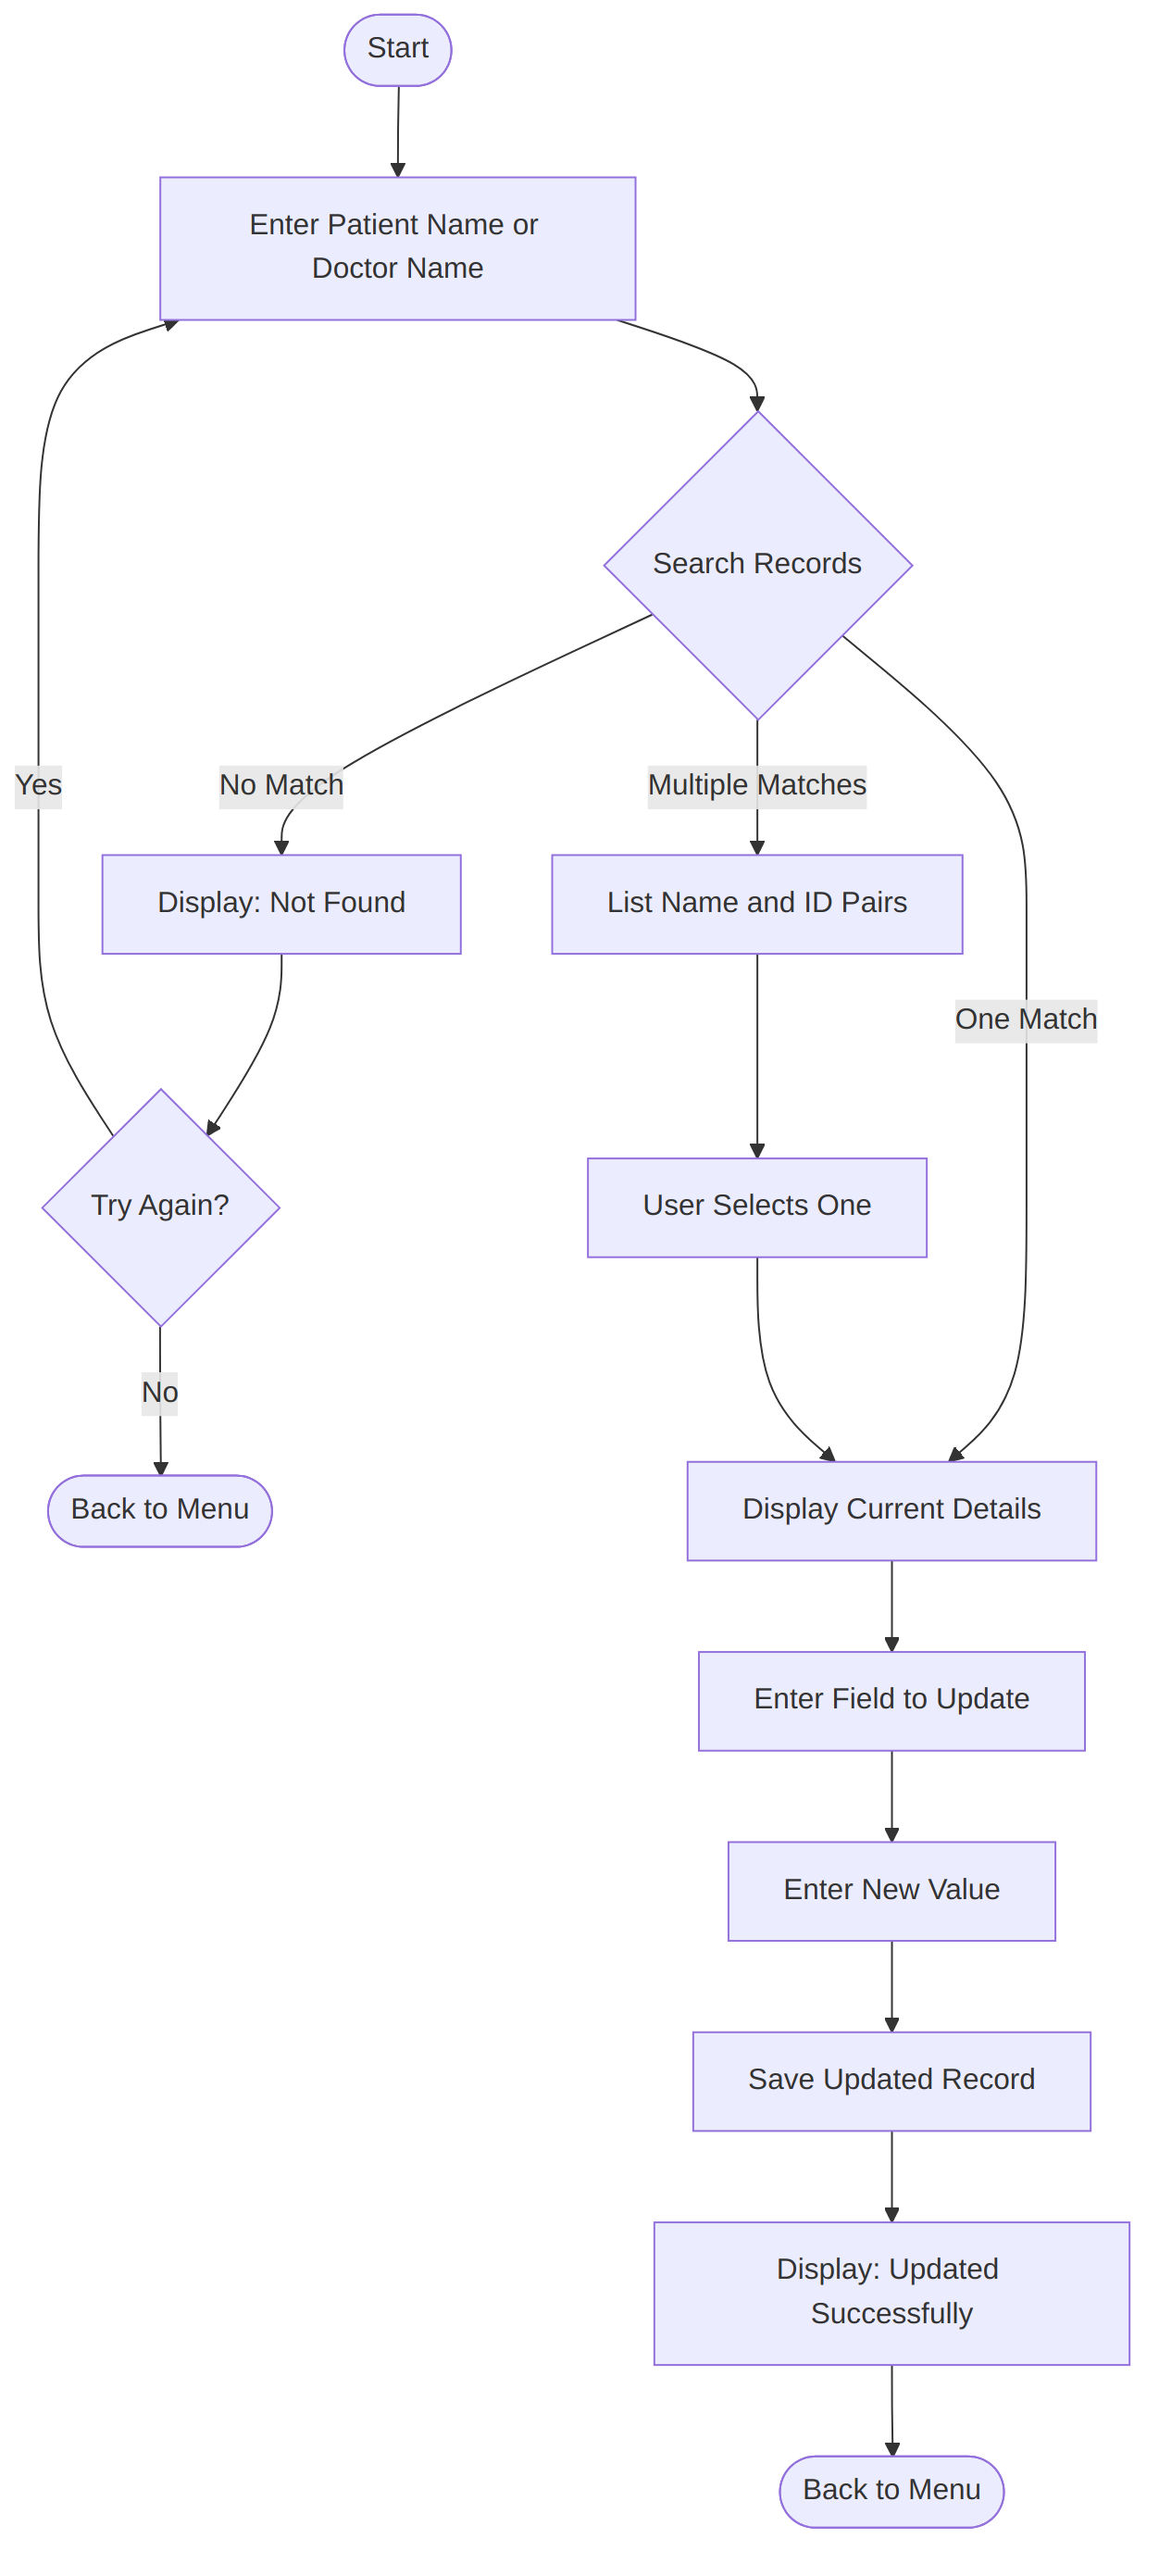 Start
Enter Patient Name or
Doctor Name
Search Records
Yes
No Match
Multiple Matches
Display: Not Found
List Name and ID Pairs
One Match
Try Again?
User Selects One
No
Back to Menu
Display Current Details
Enter Field to Update
Enter New Value
Save Updated Record
Display: Updated
Successfully
Back to Menu